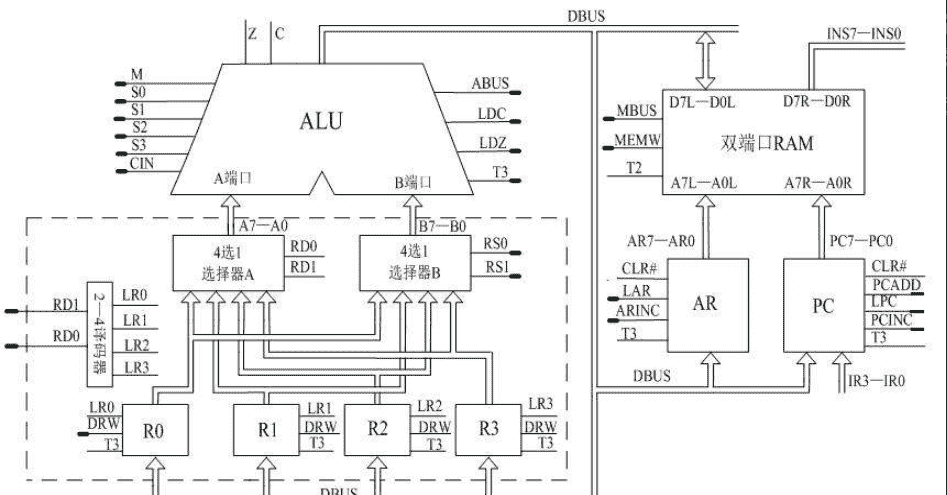 DBUS
Z C
INS7—INS0
M
S0
S1
S2
S3
CIN
ALU
ABUS
LDC
LDZ
T3
A端口
B端口
D7L—D0L D7R—D0R
双端口RAM
A7L—A0L A7R—A0R
MBUS
MEMW
T2
A7—A0
B7—B0
AR7—AR0
PC7—PC0
4选1
选择器A
RD0
RD1
4选1
选择器B
RS0
RS1
CLR#
LAR
ARINC
T3
AR
PC
CLR#
PCADD
LPC
PCINC
T3
RD1
RD0
2—4译码器
LR0
LR1
LR2
LR3
DBUS
IR3—IR0
LR0
DRW
T3
R0
R1
LR1
DRW
T3
R2
LR2
DRW
T3
R3
LR3
DRW
T3
DBUS